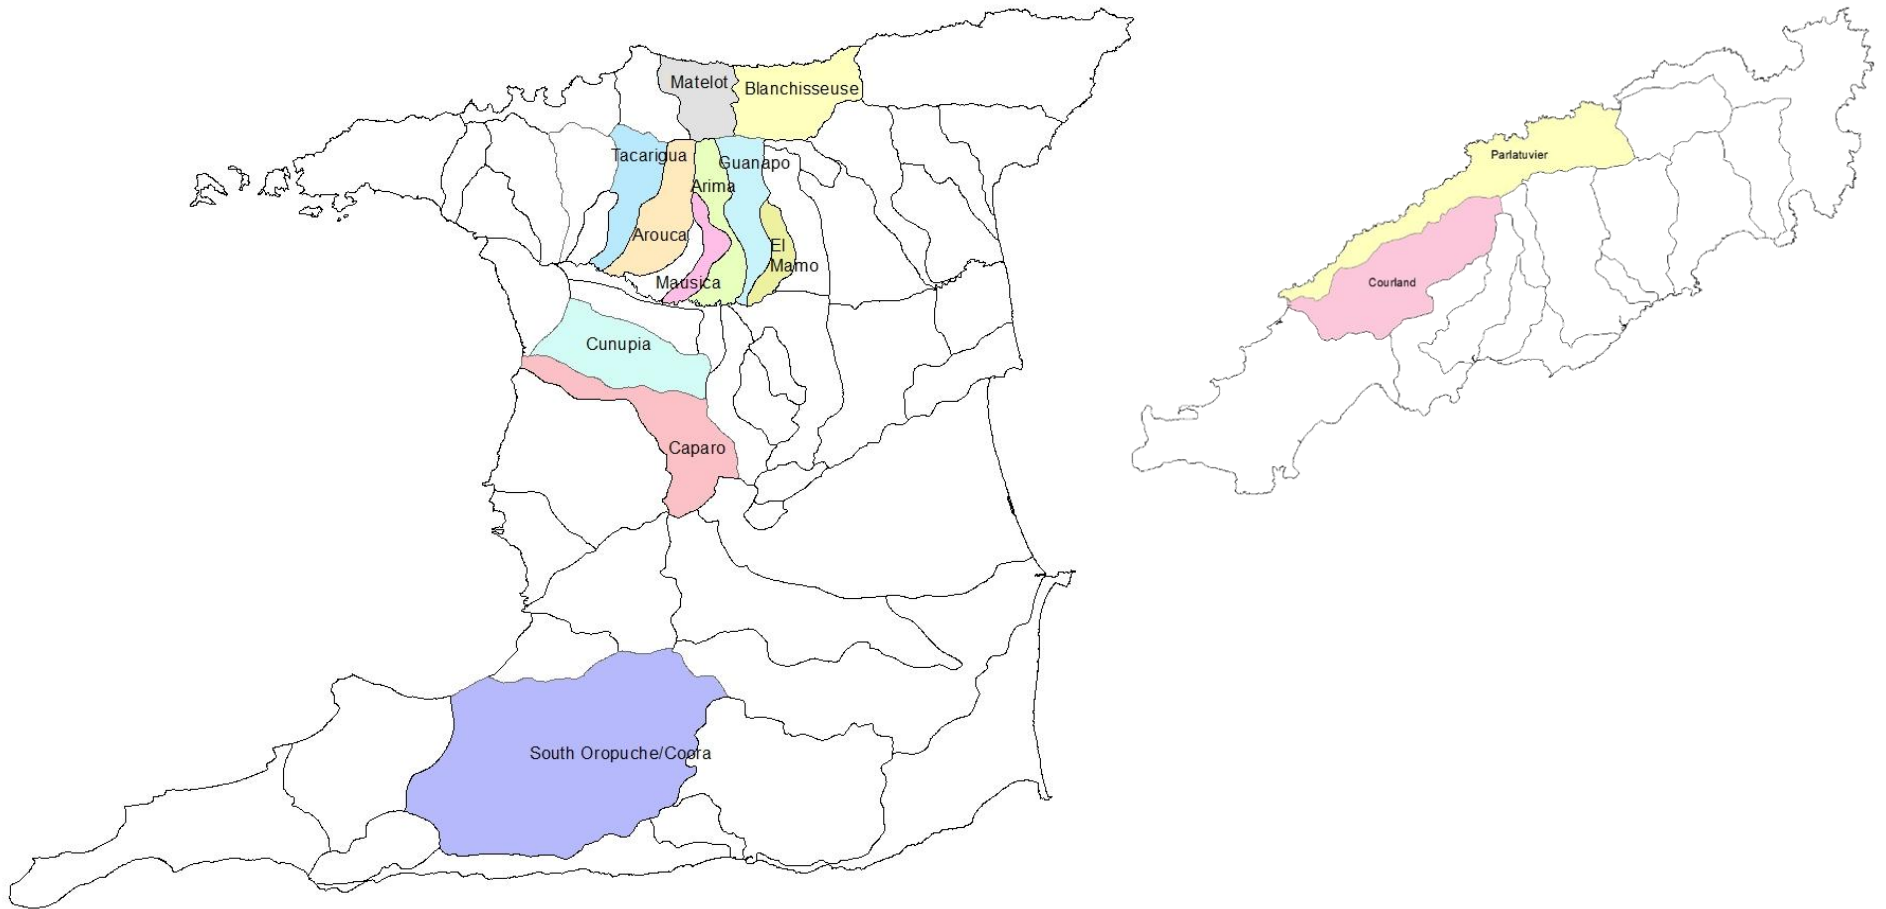 Matelot
Blanchisseuse
Tacarigua
Guanapo
Arima
Arouca
El
Mamo
Mausica
Cunupia
Caparo
South Oropuche/Coora
Parlatuvier
Courland